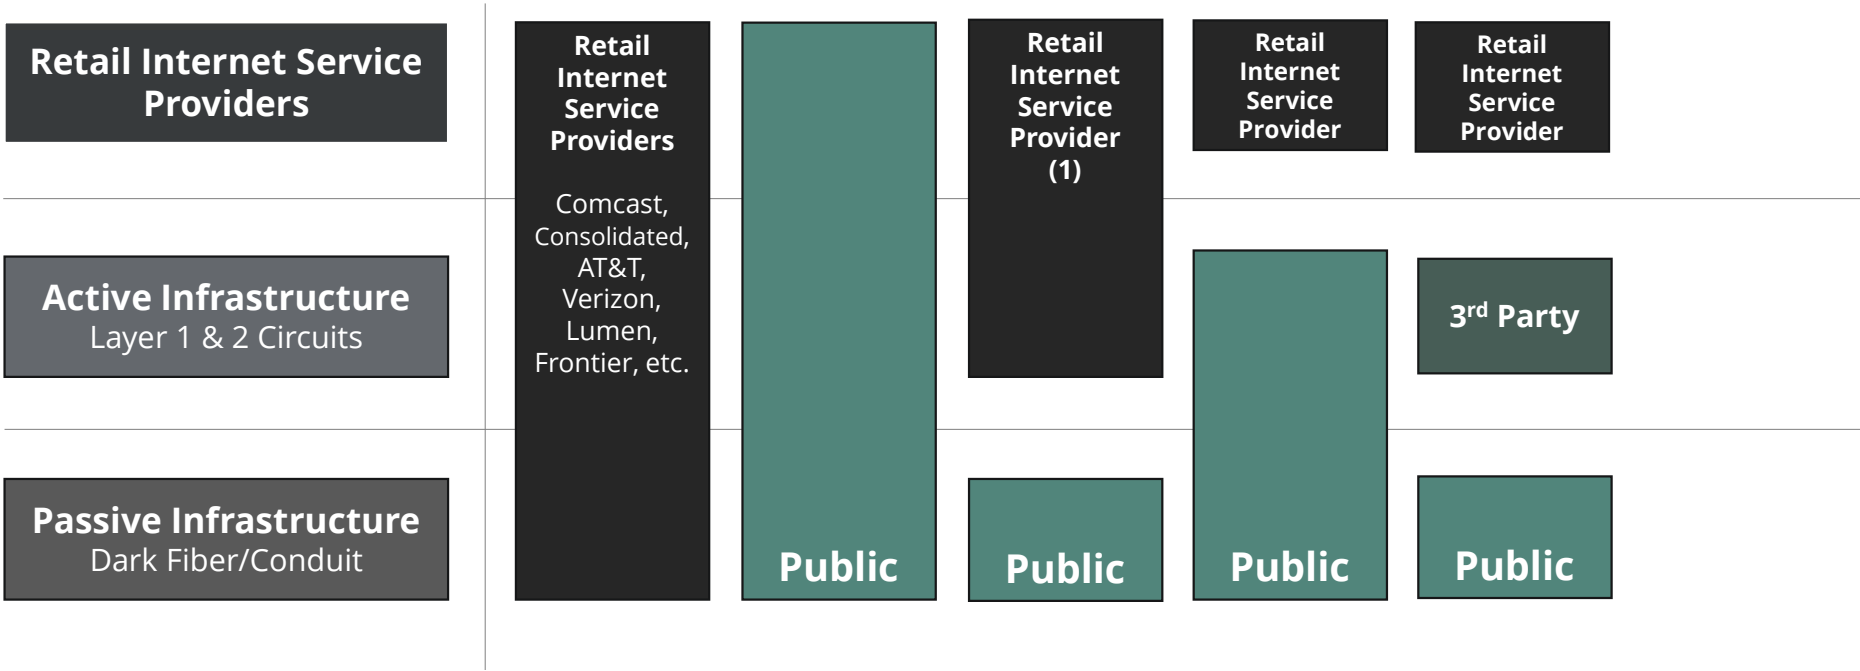 Retail Internet Service
Providers
Active Infrastructure
Layer 1 & 2 Circuits
Passive Infrastructure
Dark Fiber/Conduit
Retail
Internet
Service
Providers
Comcast,
Consolidated,
AT&T,
Verizon,
Lumen,
Frontier, etc.
Public
Retail
Internet
Service
Provider
(1)
Public
Retail
Internet
Service
Provider
Public
Retail
Internet
Service
Provider
3rd Party
Public